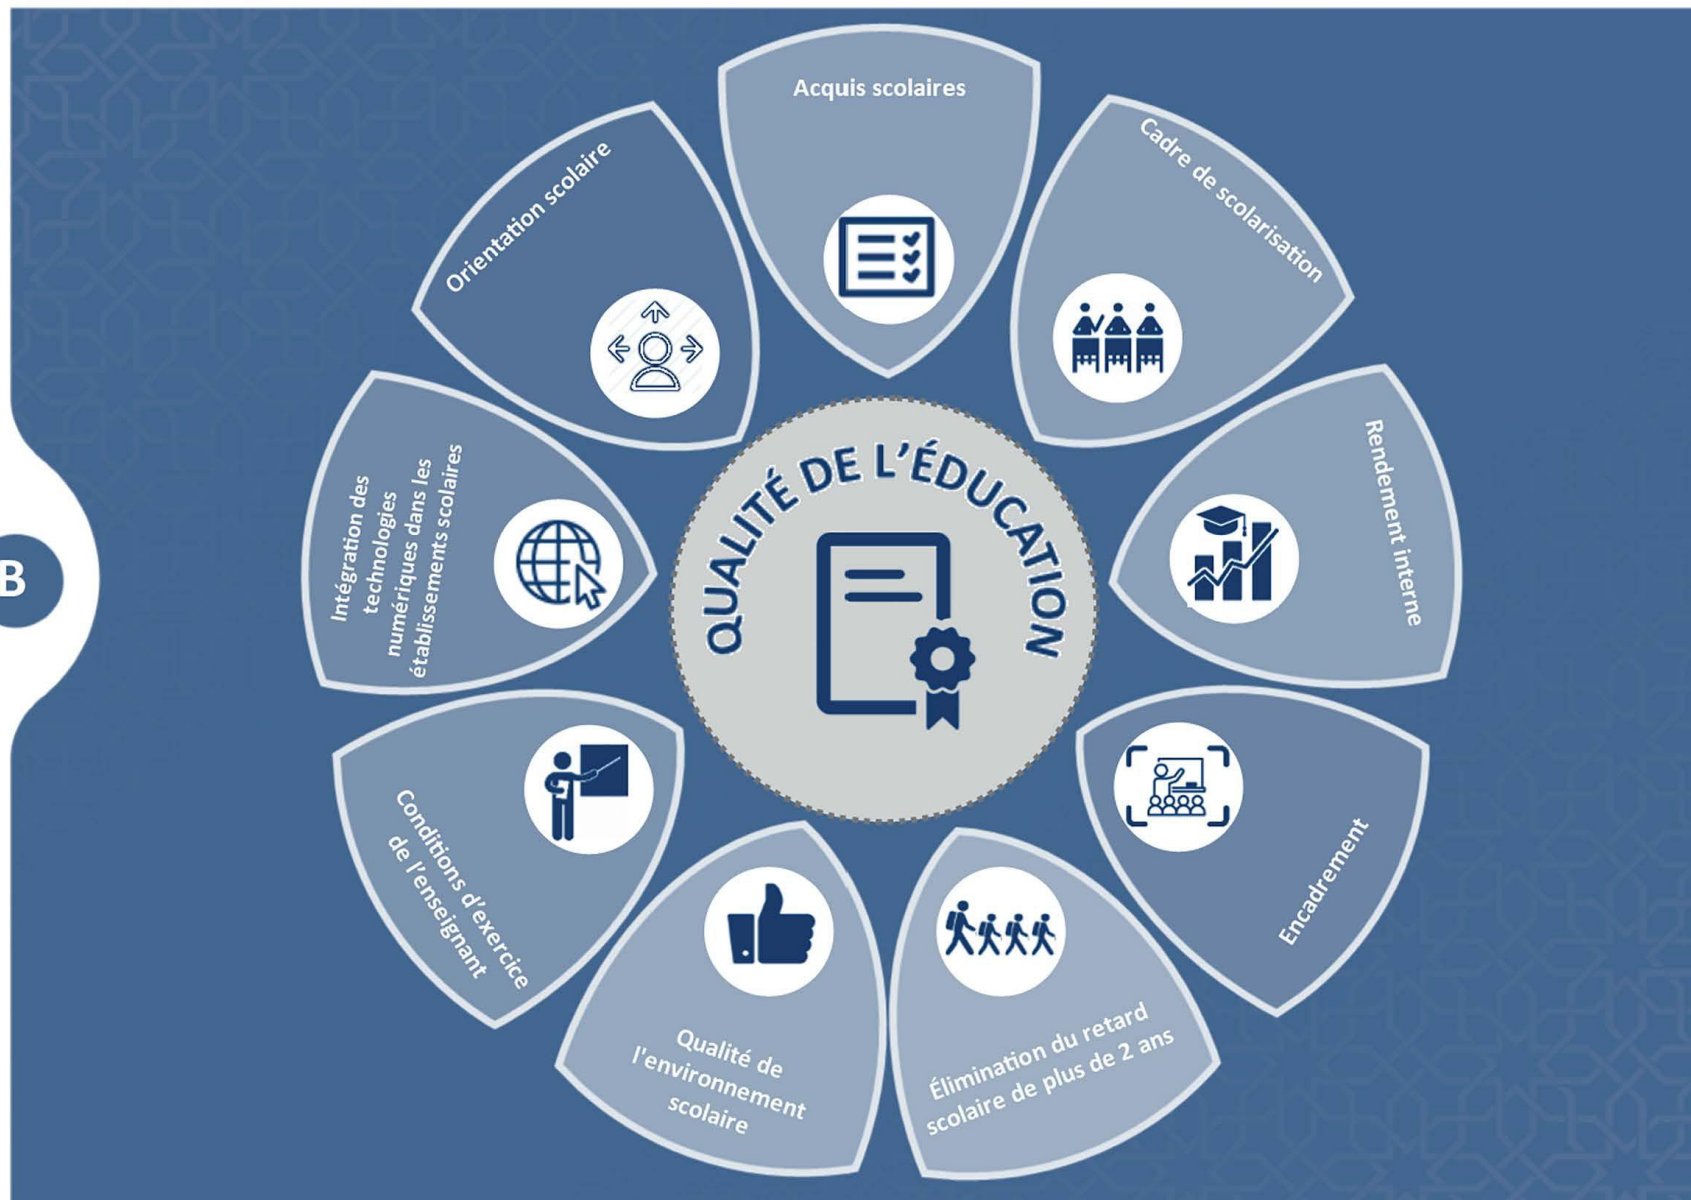 Acquis scolaires
Cadre de scolarisation
Rendement interne
Encadrement
Élimination du retard
scolaire de plus de 2 ans
Qualité de
l'environnement
scolaire
Conditions d'exercice
de l'enseignant
Intégration des
technologies
numériques dans les
établissements scolaires
Orientation scolaire
QUALITÉ DE L'ÉDUCATION
B